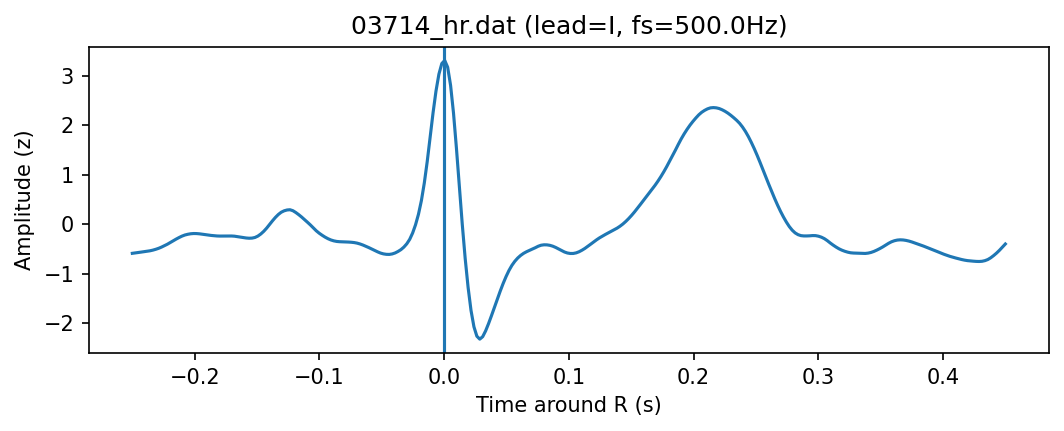 03714_hr.dat (lead=I, fs=500.0Hz)
Amplitude (z)
3
2
1
0
−1
−2
−0.2 −0.1 0.0 0.1 0.2 0.3 0.4
Time around R (s)